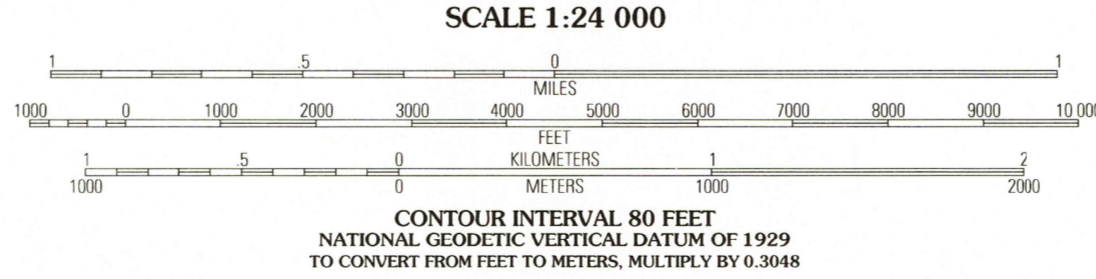 SCALE 1:24 000
1 .5 0 1
MILES
1000 0 1000 2000 3000 4000 5000 6000 7000 8000 9000 10 000
FEET
1 .5 0 KILOMETERS 1 2
1000 0 METERS 1000 2000
CONTOUR INTERVAL 80 FEET
NATIONAL GEODETIC VERTICAL DATUM OF 1929
TO CONVERT FROM FEET TO METERS, MULTIPLY BY 0.3048